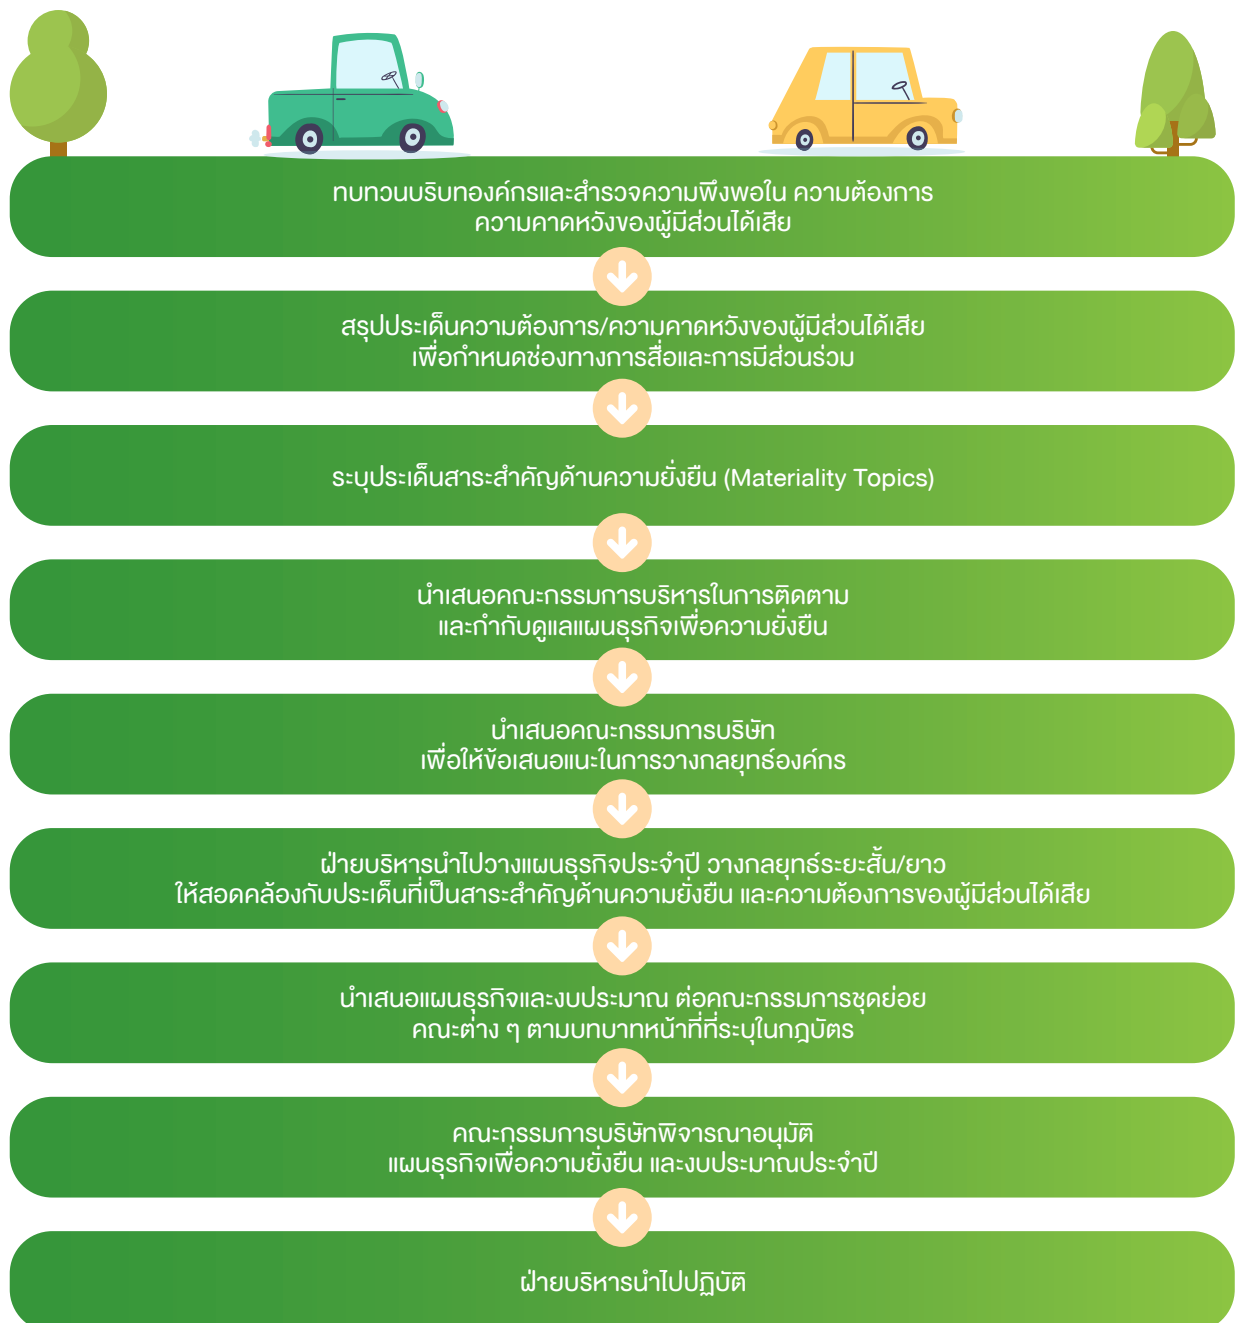 ทบทวนบริบทองค์กรและสำรวจความพึงพอใน ความต้องการ
ความคาดหวังของผู้มีส่วนได้เสีย
สรุปประเด็นความต้องการ/ความคาดหวังของผู้มีส่วนได้เสีย
เพื่อกำหนดช่องทางการสื่อและการมีส่วนร่วม
ระบุประเด็นสาระสำคัญด้านความยั่งยืน (Materiality Topics)
นำเสนอคณะกรรมการบริหารในการติดตาม
และกำกับดูแลแผนธุรกิจเพื่อความยั่งยืน
นำเสนอคณะกรรมการบริษัท
เพื่อให้ข้อเสนอแนะในการวางกลยุทธ์องค์กร
ฝ่ายบริหารนำไปวางแผนธุรกิจประจำปี วางกลยุทธ์ระยะสั้น/ยาว
ให้สอดคล้องกับประเด็นที่เป็นสาระสำคัญด้านความยั่งยืน และความต้องการของผู้มีส่วนได้เสีย
นำเสนอแผนธุรกิจและงบประมาณ ต่อคณะกรรมการชุดย่อย
คณะต่าง ๆ ตามบทบาทหน้าที่ที่ระบุในกฎบัตร
คณะกรรมการบริษัทพิจารณาอนุมัติ
แผนธุรกิจเพื่อความยั่งยืน และงบประมาณประจำปี
ฝ่ายบริหารนำไปปฏิบัติ